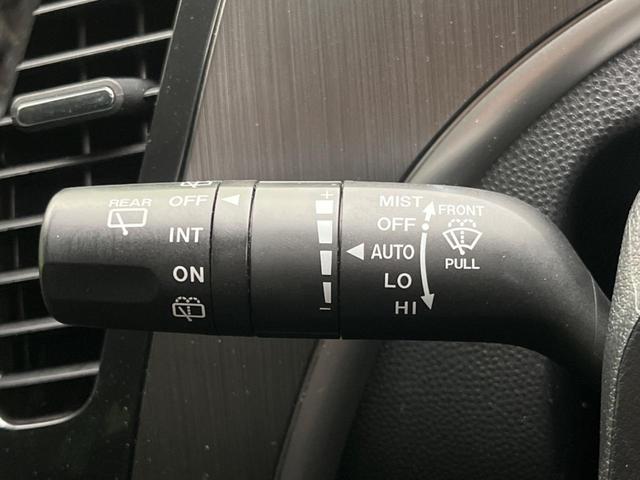 REAR
OFF
INT
ON
+
-
MIST
OFF
AUTO
LO
HI
FRONT
PULL